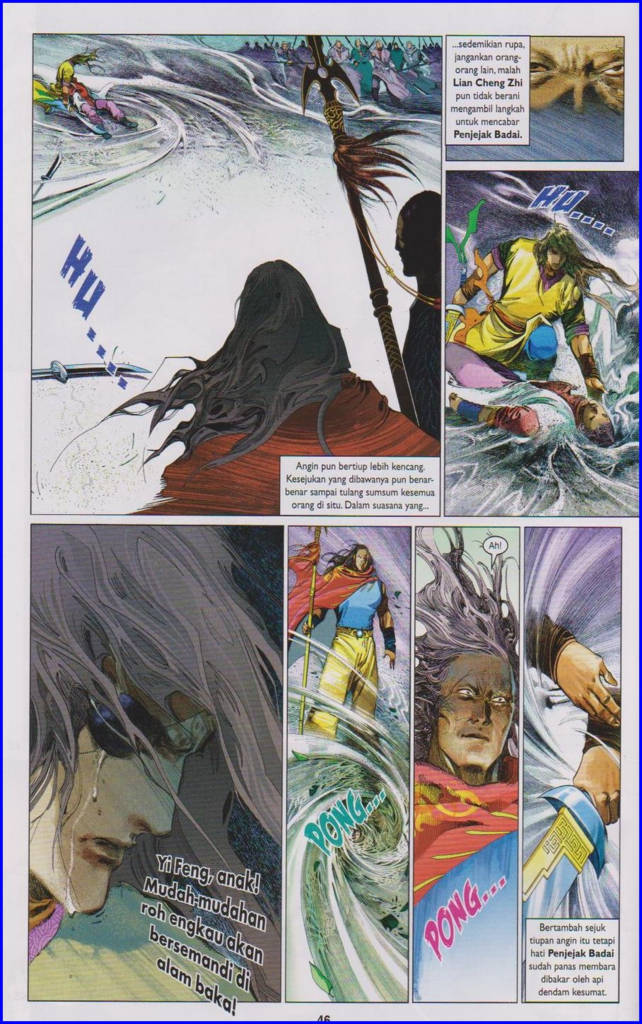 HU....
Angin pun bertiup lebih kencang.
Kesejukan yang dibawanya pun benar-
benar sampai tulang sumsum kesemua
orang di situ. Dalam suasana yang...
...sedemikian rupa,
jangankan orang-
orang lain, malah
Lian Cheng Zhi
pun tidak berani
mengambil langkah
untuk mencabar
Penjejak Badai.
HU....
Yi Feng, anak!
Mudah-mudahan
roh engkau akan
bersemandi di
alam baka!
PONG...
Ah!
PONG...
Bertambah sejuk
tiupan angin itu tetapi
hati Penjejak Badai
sudah panas membara
dibakar oleh api
dendam kesumat.
46